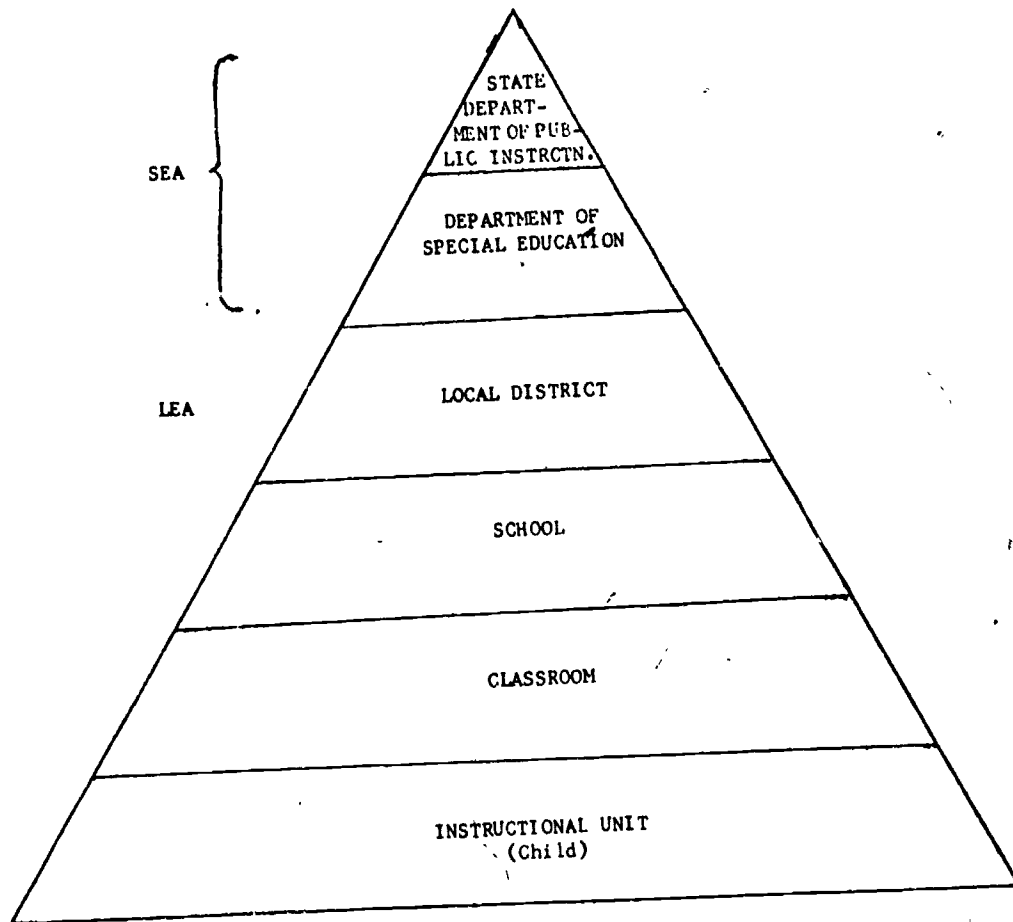 STATE
DEPART-
MENT OF PUB-
LIC INSTRCTN.
SEA
DEPARTMENT OF
SPECIAL EDUCATION
LEA
LOCAL DISTRICT
SCHOOL
CLASSROOM
INSTRUCTIONAL UNIT
(Child)